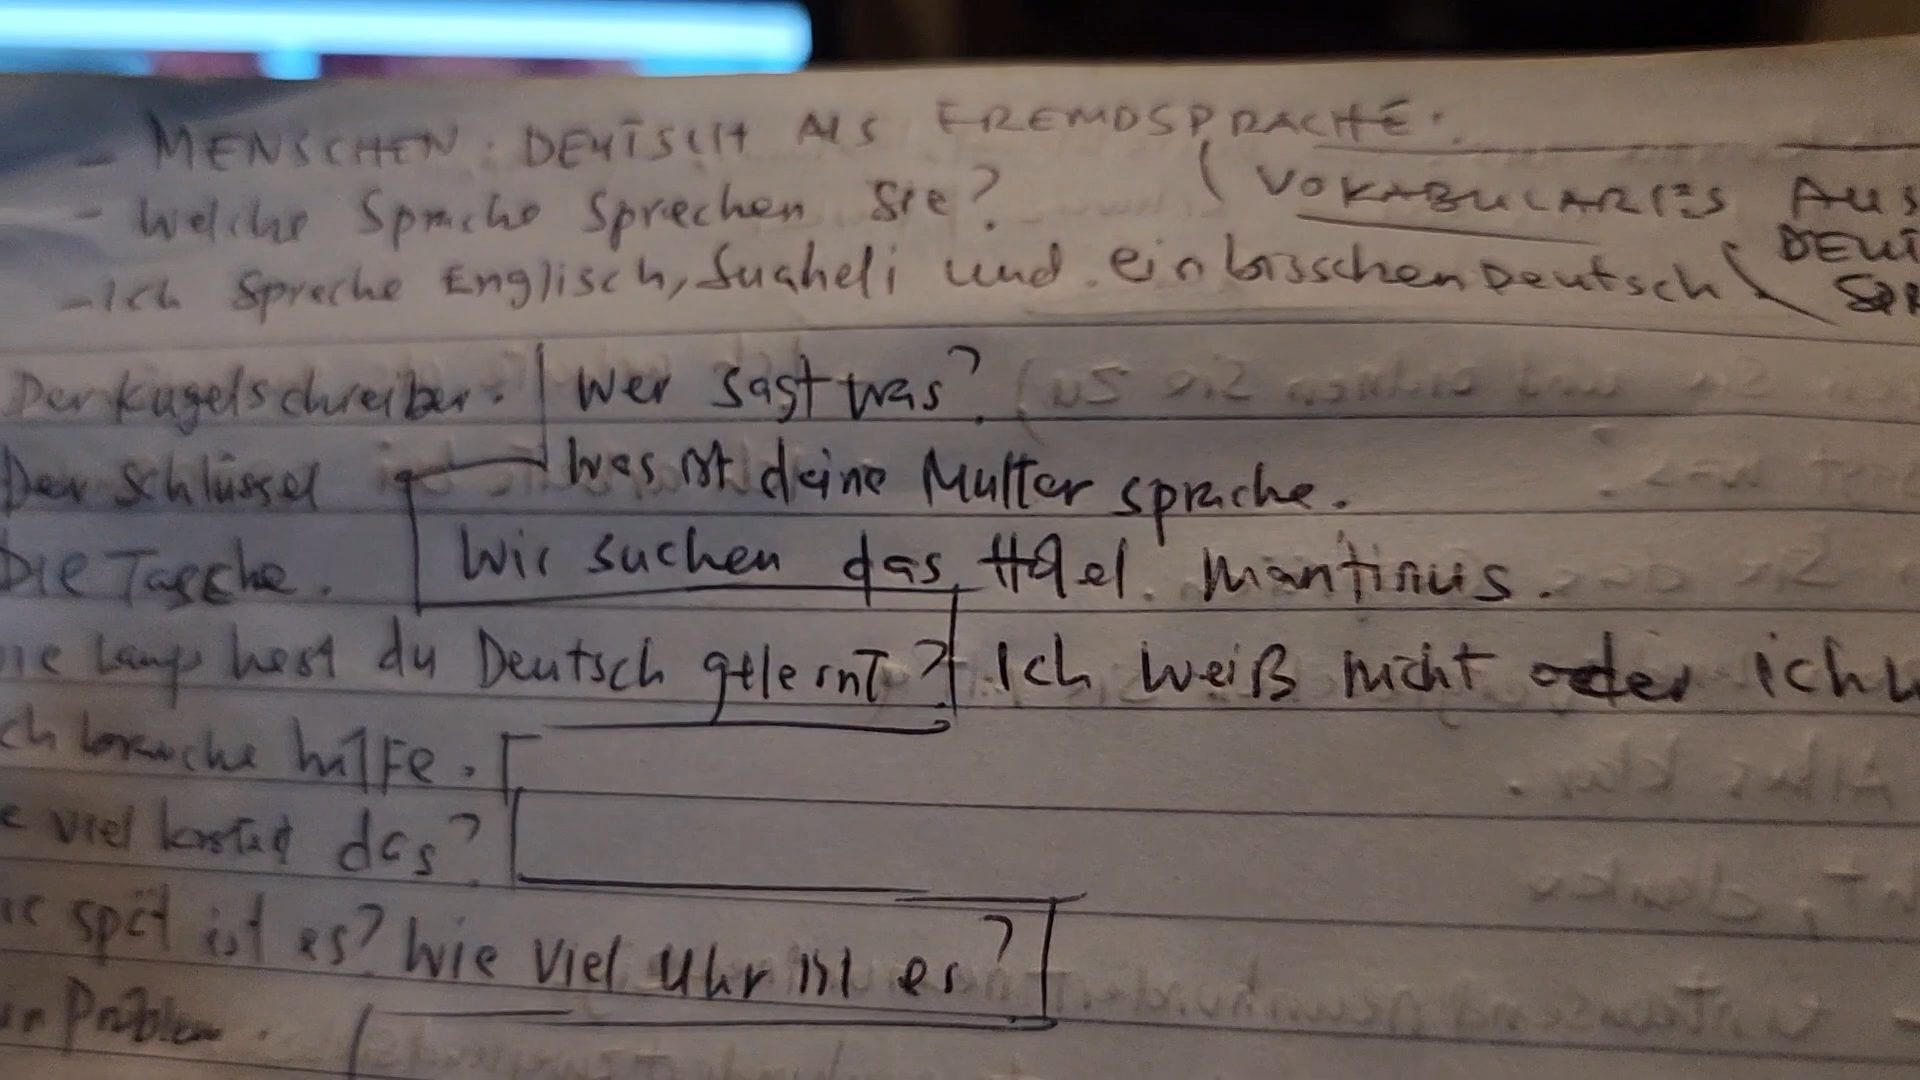 - MENSCHEN: DEUTSCH ALS FREMDSPRACHE.
- Welche Sprache Sprechen Sie? (VOKABULARIES AUS
- Ich Spreche Englisch, Suaheli und ein bisschen Deutsch
Der Kugelschreiber. Wer sagt was?
Der Schlüssel Was ist deine Mutter sprache.
Die Tasche. Wir suchen das Hotel. Mantinus.
hast du Deutsch gelernt? Ich weiß nicht oder ich
brauche hilfe.
viel kostet das?
spät ist es? Wie viel Uhr ist es?
Problem.